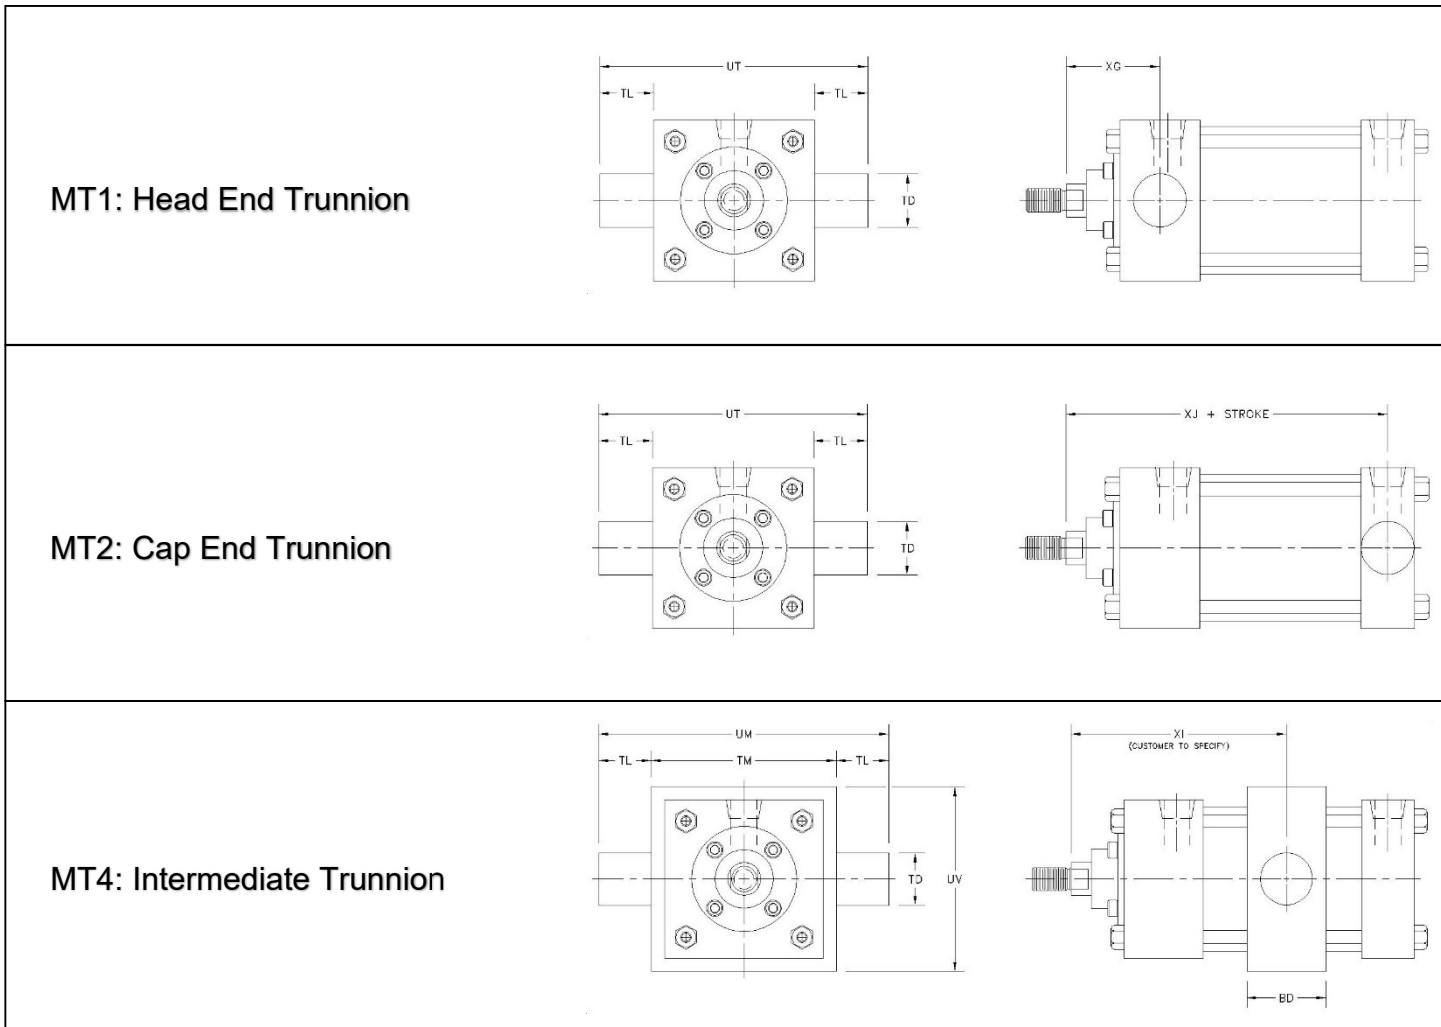 UT
XG
TL
TL
MT1: Head End Trunnion
TD
UT
XJ + STROKE
TL
TL
MT2: Cap End Trunnion
TD
UM
XI
(CUSTOMER TO SPECIFY)
TL
TM
TL
MT4: Intermediate Trunnion
TD
UV
BD